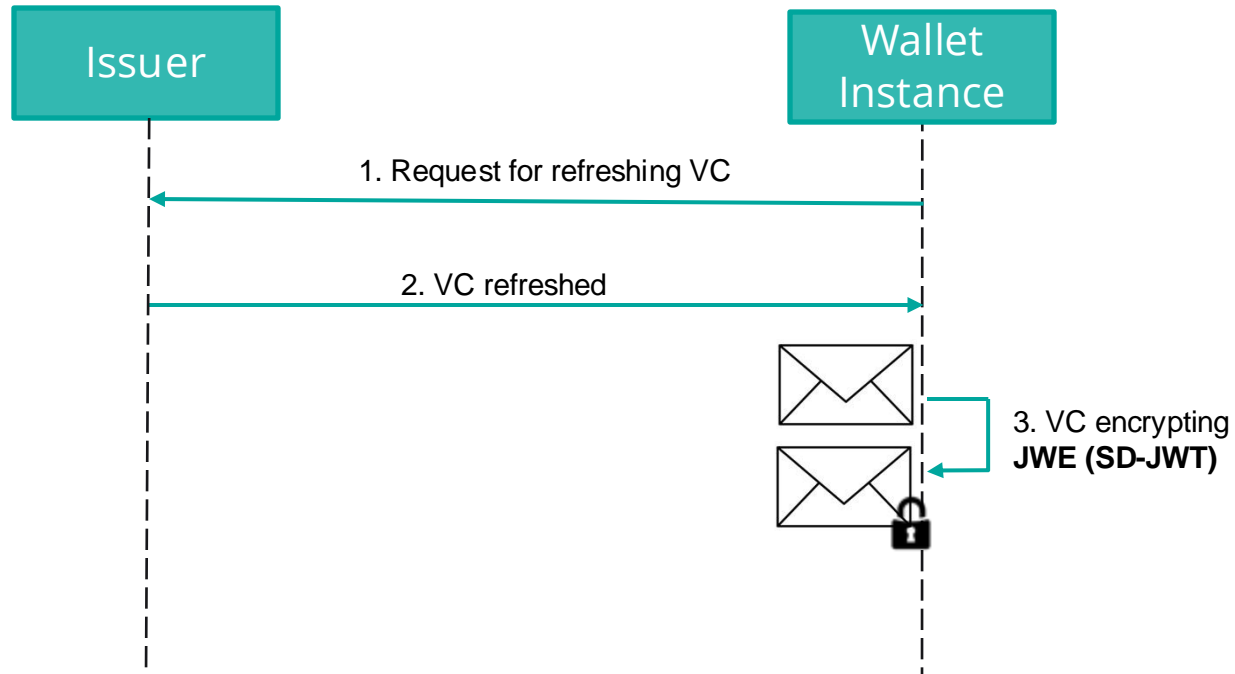 Issuer
Wallet
Instance
1. Request for refreshing VC
2. VC refreshed
3. VC encrypting
JWE (SD-JWT)